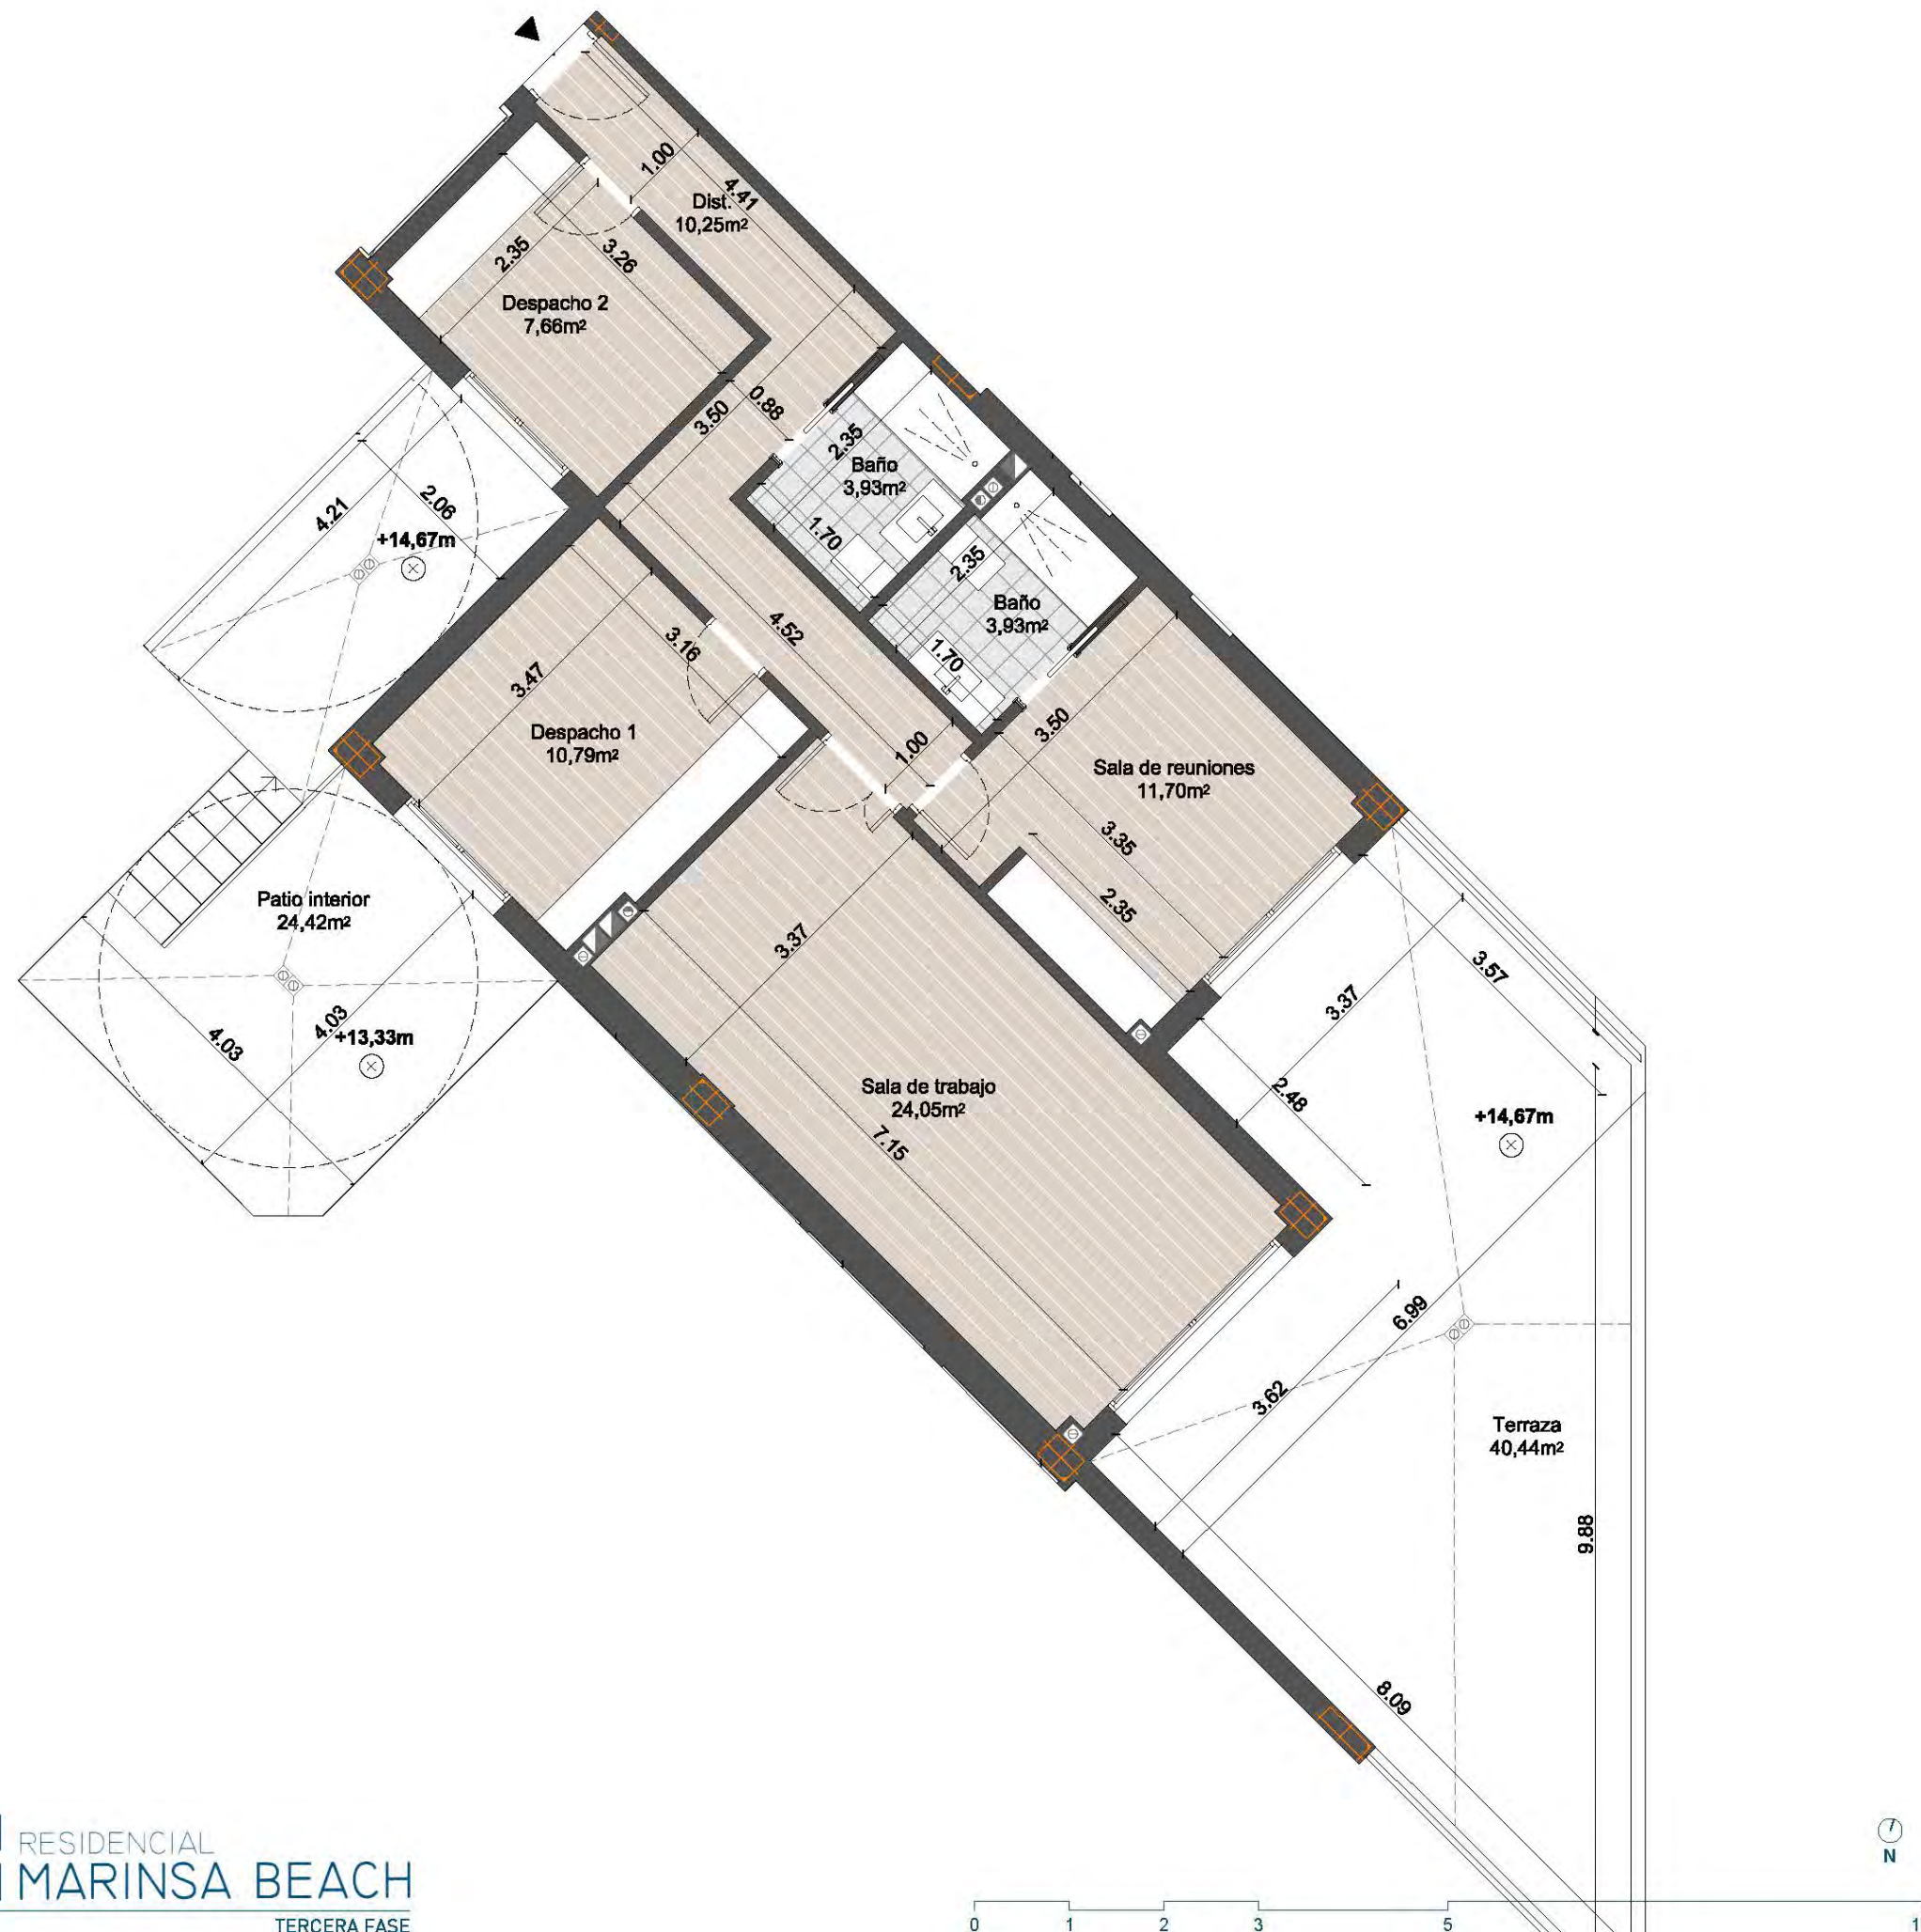 1.00
4.41
Dist.
10,25m²
2.35
3.26
Despacho 2
7,66m²
0.88
3.50
2.35
Baño
3,93m²
4.21
2.06
+14,67m
1.70
2.35
Baño
3,93m²
4.52
3.16
1.70
3.47
Despacho 1
10,79m²
1.00
3.50
Sala de reuniones
11,70m²
3.35
2.35
Patio interior
24,42m²
3.37
3.57
3.37
4.03
4.03
+13,33m
2.48
Sala de trabajo
24,05m²
+14,67m
7.15
6.99
3.62
Terraza
40,44m²
9.88
8.09
RESIDENCIAL
MARINSA BEACH
TERCERA FASE
N
0 1 2 3 5 1